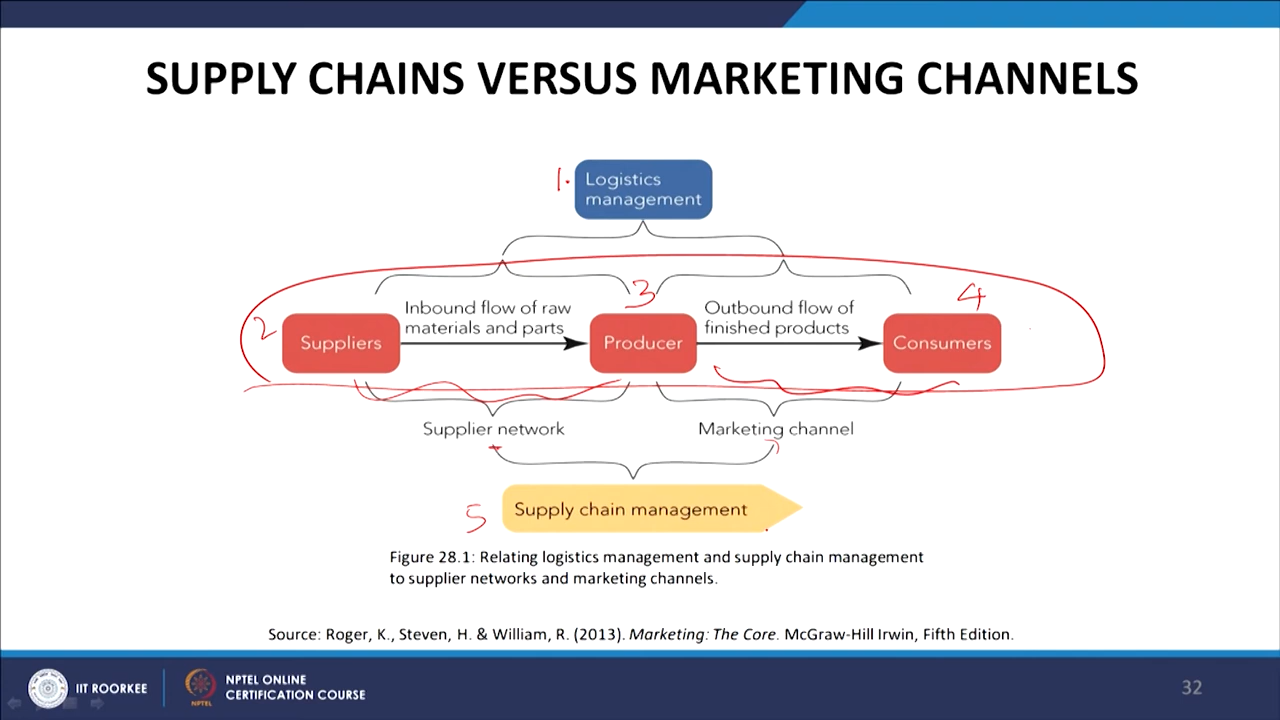 SUPPLY CHAINS VERSUS MARKETING CHANNELS
1.
Logistics
management
3
4
2
Inbound flow of raw
materials and parts
Outbound flow of
finished products
Suppliers
Producer
Consumers
Supplier network
Marketing channel
5
Supply chain management
Figure 28.1: Relating logistics management and supply chain management
to supplier networks and marketing channels.
Source: Roger, K., Steven, H. & William, R. (2013). Marketing: The Core. McGraw-Hill Irwin, Fifth Edition.
IIT ROORKEE
NPTEL
NPTEL ONLINE
CERTIFICATION COURSE
32